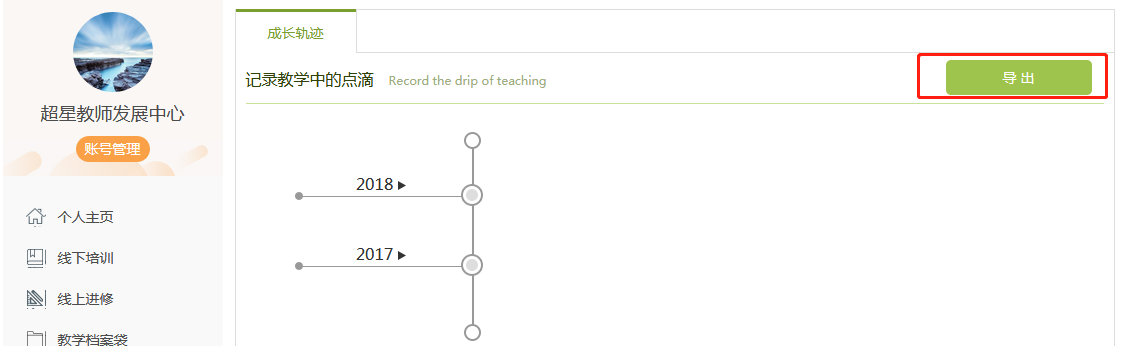 超星教师发展中心
账号管理
个人主页
线下培训
线上进修
教学档案袋
成长轨迹
记录教学中的点滴 Record the drip of teaching
导出
2018
2017